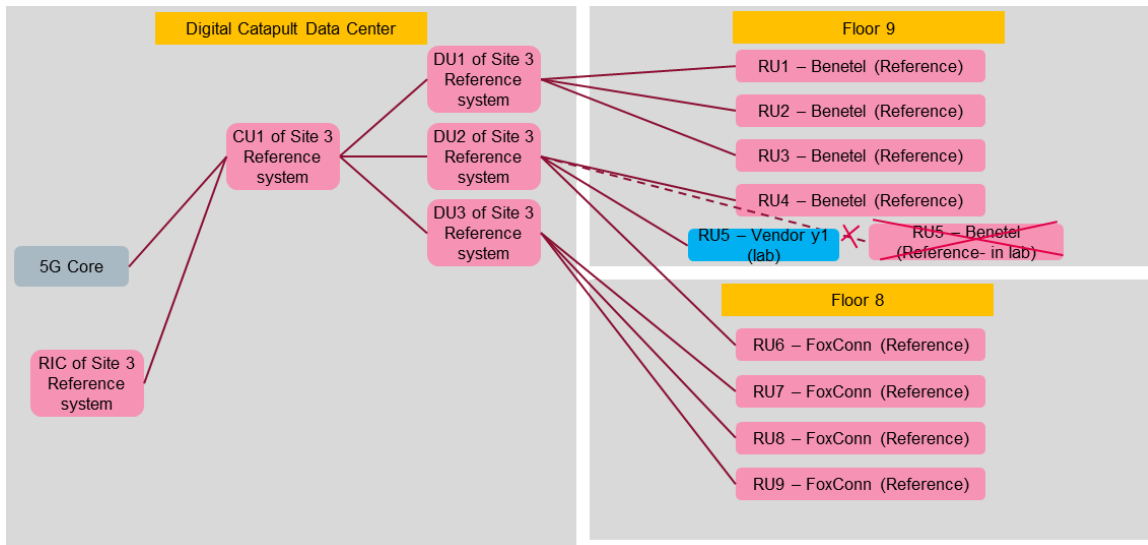 Digital Catapult Data Center
DU1 of Site 3
Reference
system
CU1 of Site 3
Reference
system
DU2 of Site 3
Reference
system
DU3 of Site 3
Reference
system
5G Core
RIC of Site 3
Reference
system
Floor 9
RU1 – Benetel (Reference)
RU2 – Benetel (Reference)
RU3 – Benetel (Reference)
RU4 – Benetel (Reference)
RU5 – Vendor ÿ1
(lab)
RU5 – Benetel
(Reference- in lab)
Floor 8
RU6 – FoxConn (Reference)
RU7 – FoxConn (Reference)
RU8 – FoxConn (Reference)
RU9 – FoxConn (Reference)